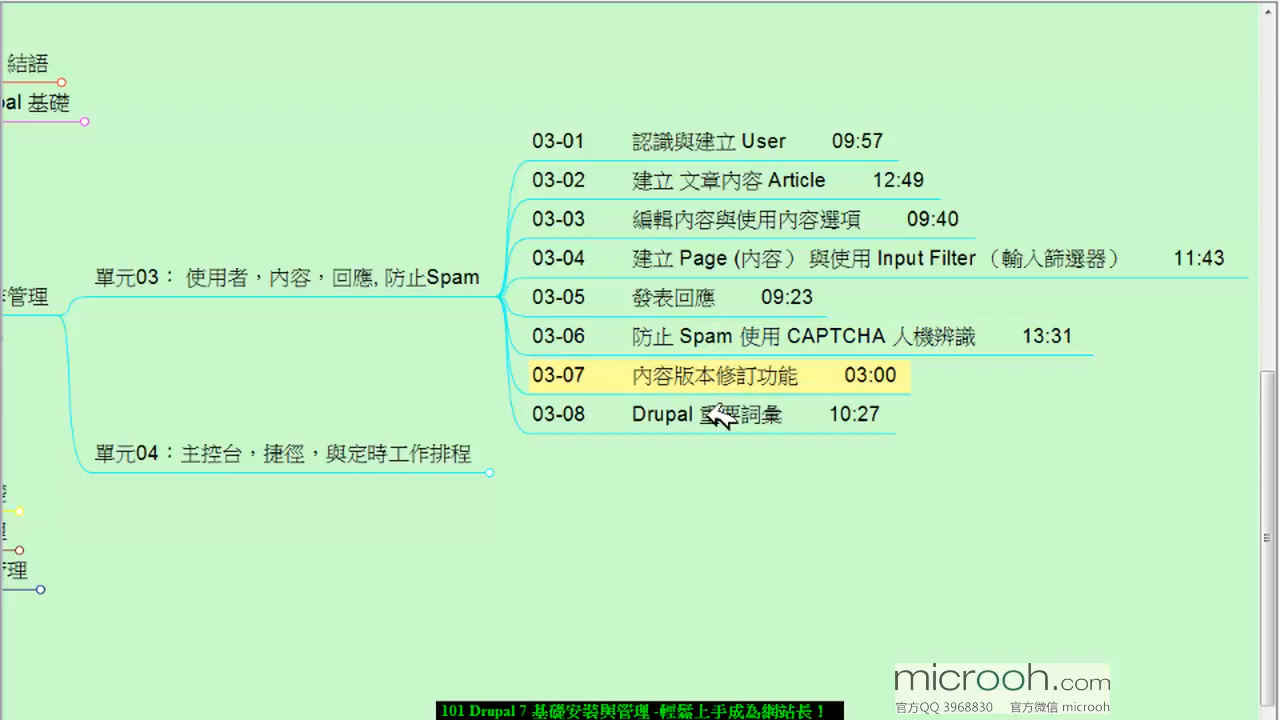 結語
al 基礎
03-01 認識與建立 User 09:57
03-02 建立 文章內容 Article 12:49
03-03 編輯內容與使用內容選項 09:40
03-04 建立 Page (內容） 與使用 Input Filter （輸入篩選器） 11:43
單元03： 使用者，內容，回應, 防止Spam
管理
03-05 發表回應 09:23
03-06 防止 Spam 使用 CAPTCHA 人機辨識 13:31
03-07 內容版本修訂功能 03:00
03-08 Drupal 重要詞彙 10:27
單元04：主控台，捷徑，與定時工作排程
理
microoh.com
官方QQ 3968830 官方微信 microoh
101 Drupal 7 基礎安裝與管理 -輕鬆上手成為網站長！